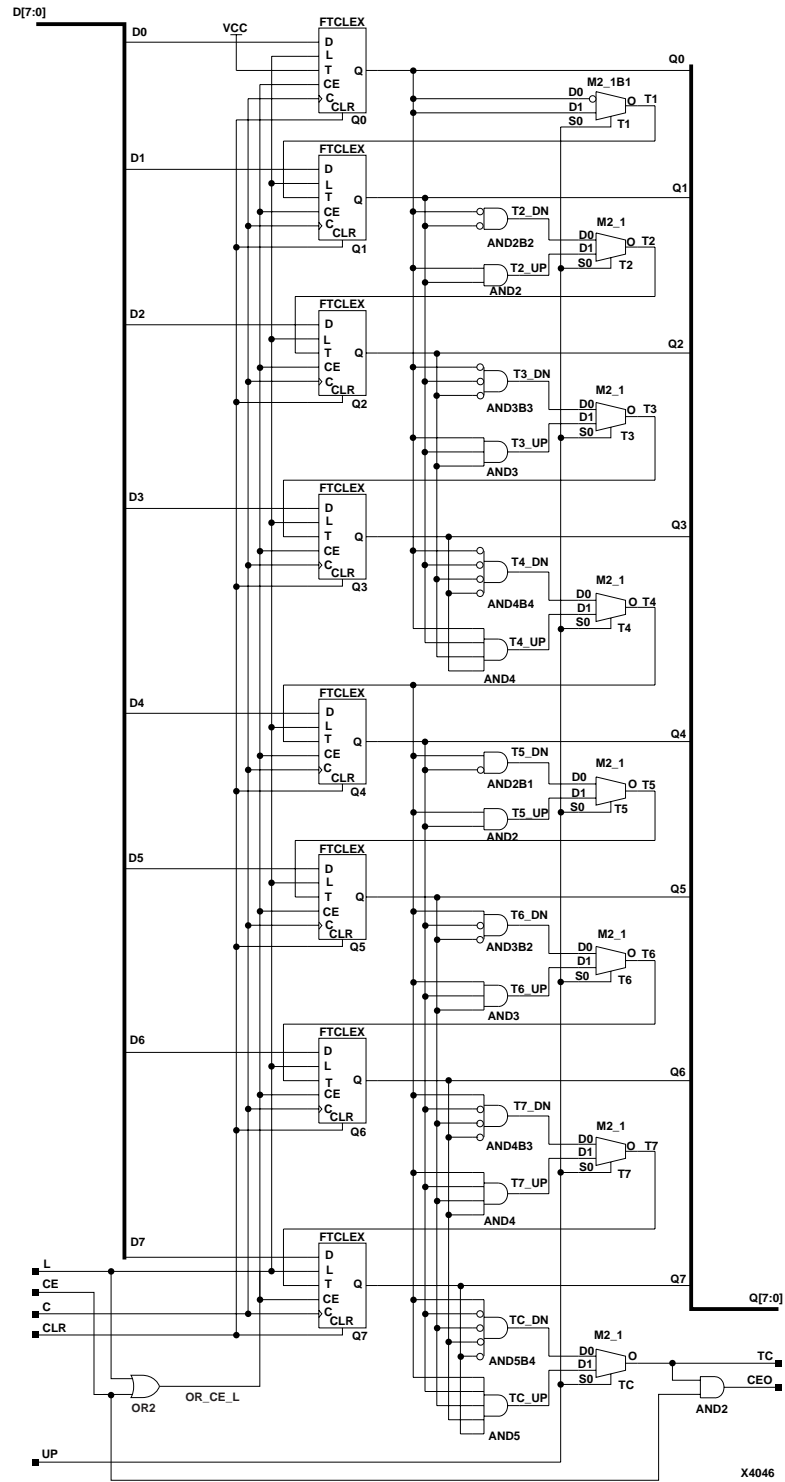 D[7:0]
D0
VCC
FTCLEX
D
L
T
CE
C
CLR
Q
Q0
Q0
M2_1B1
D0
D1
S0
O
T1
T1
D1
FTCLEX
D
L
T
CE
C
CLR
Q
Q1
Q1
T2_DN
AND2B2
T2_UP
AND2
M2_1
D0
D1
S0
O
T2
T2
D2
FTCLEX
D
L
T
CE
C
CLR
Q
Q2
Q2
T3_DN
AND3B3
T3_UP
AND3
M2_1
D0
D1
S0
O
T3
T3
D3
FTCLEX
D
L
T
CE
C
CLR
Q
Q3
Q3
T4_DN
AND4B4
T4_UP
AND4
M2_1
D0
D1
S0
O
T4
T4
D4
FTCLEX
D
L
T
CE
C
CLR
Q
Q4
Q4
T5_DN
AND2B1
T5_UP
AND2
M2_1
D0
D1
S0
O
T5
T5
D5
FTCLEX
D
L
T
CE
C
CLR
Q
Q5
Q5
T6_DN
AND3B2
T6_UP
AND3
M2_1
D0
D1
S0
O
T6
T6
D6
FTCLEX
D
L
T
CE
C
CLR
Q
Q6
Q6
T7_DN
AND4B3
T7_UP
AND4
M2_1
D0
D1
S0
O
T7
T7
D7
FTCLEX
D
L
T
CE
C
CLR
Q
Q7
Q7
Q[7:0]
L
CE
C
CLR
OR2
OR_CE_L
TC_DN
AND5B4
TC_UP
AND5
M2_1
D0
D1
S0
O
TC
TC
CEO
AND2
UP
X4046